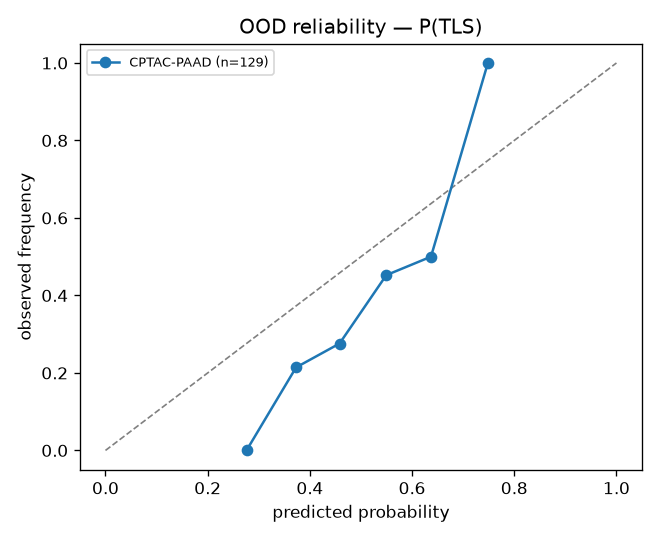 OOD reliability — P(TLS)
CPTAC-PAAD (n=129)
1.0
0.8
0.6
0.4
0.2
0.0
observed frequency
0.0 0.2 0.4 0.6 0.8 1.0
predicted probability